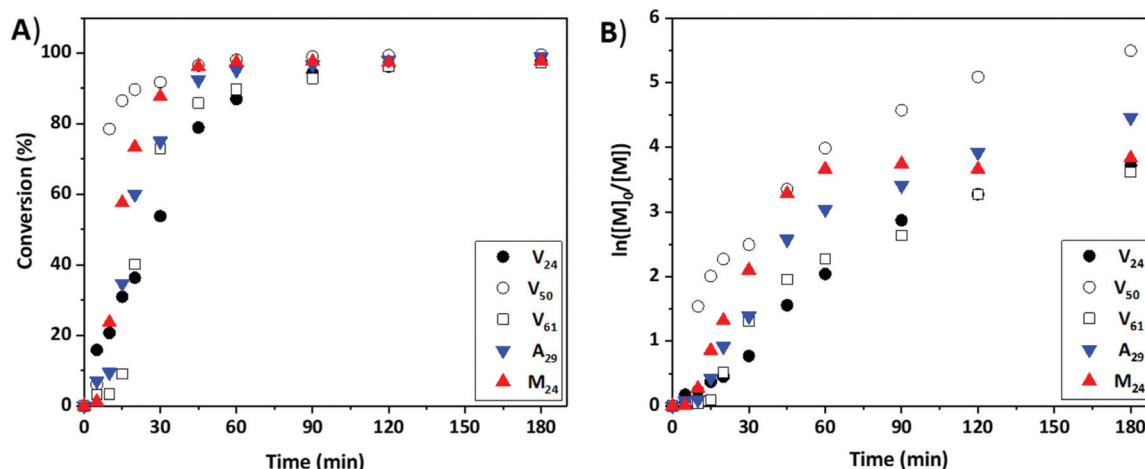 A)
Conversion (%)
100
80
60
40
20
0
0 30 60 90 120 150 180
Time (min)
V24
V50
V61
A29
M24
B)
ln([M]0/[M])
6
5
4
3
2
1
0
0 30 60 90 120 150 180
Time (min)
V24
V50
V61
A29
M24